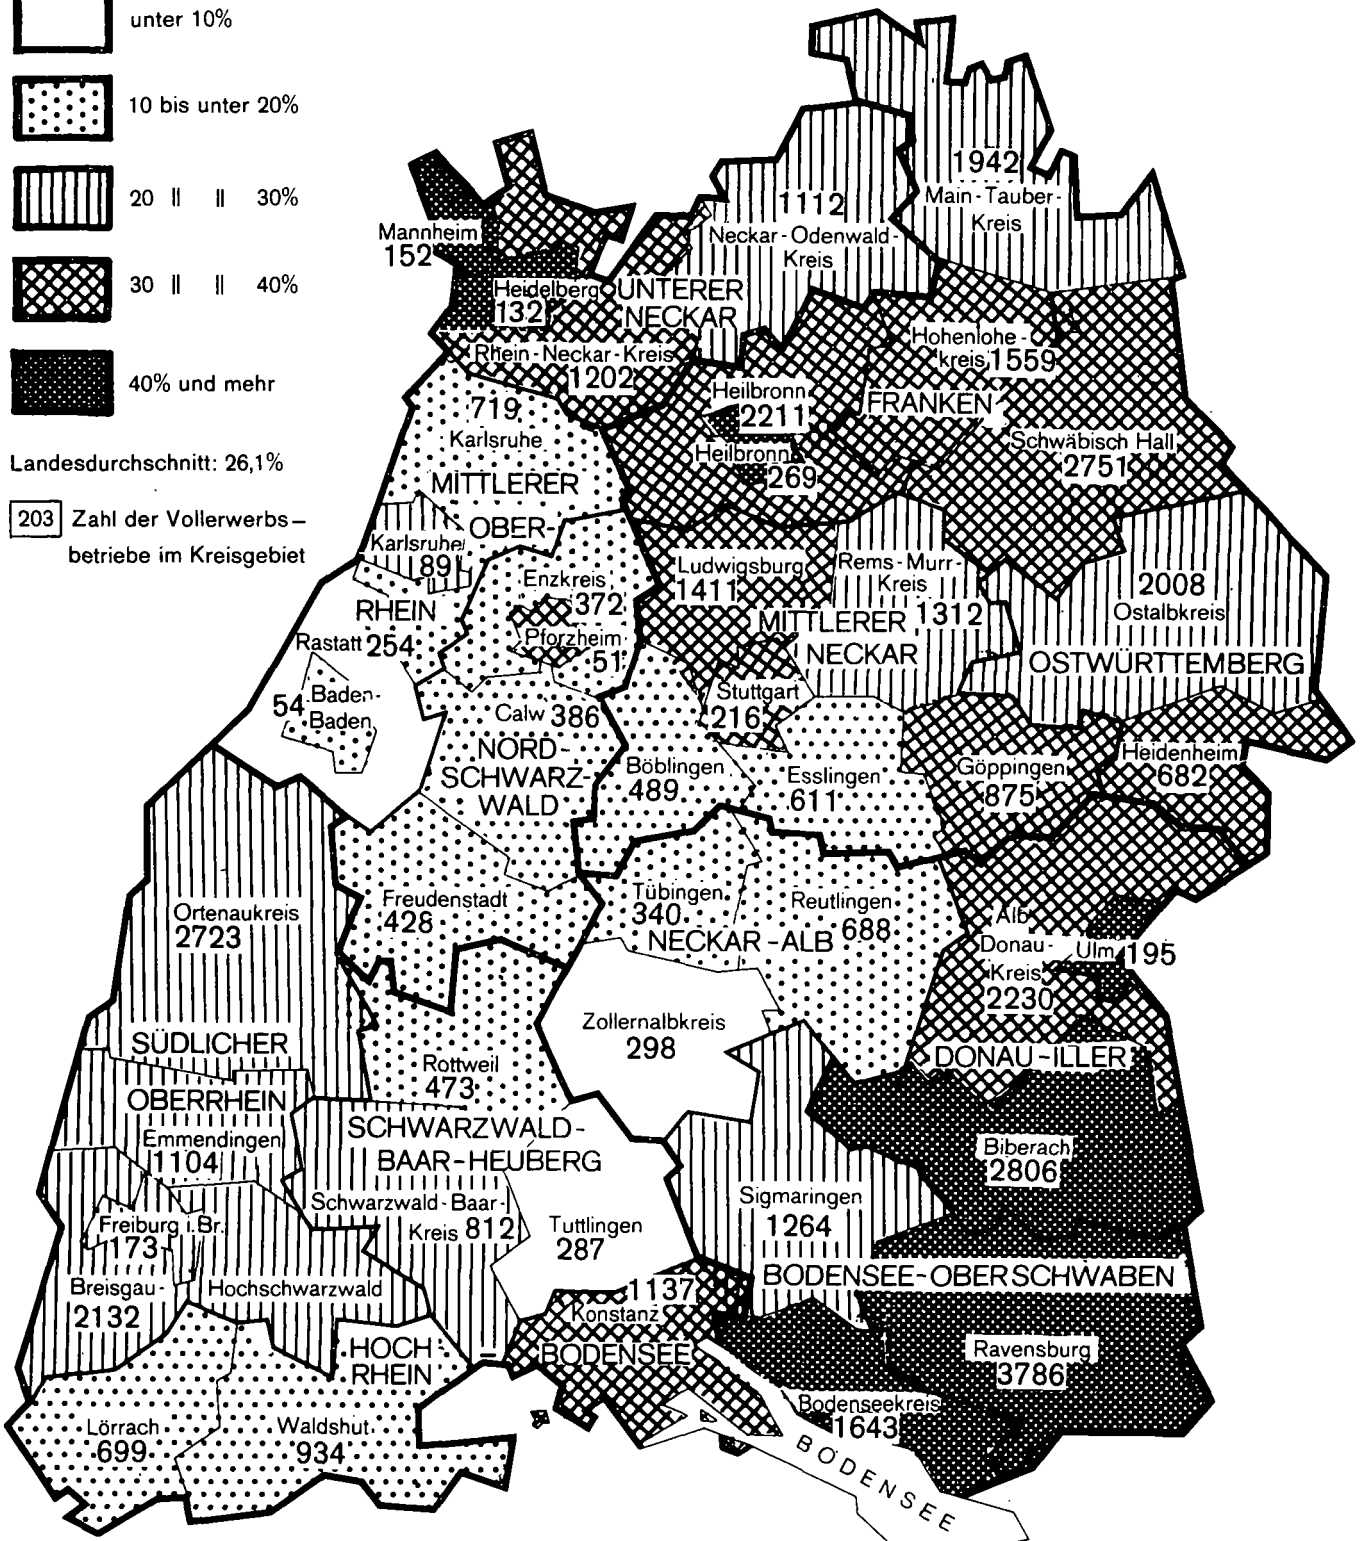 unter 10%
10 bis unter 20%
20 " " 30%
30 " " 40%
40% und mehr
Landesdurchschnitt: 26,1%
203 Zahl der Vollerwerbs-
betriebe im Kreisgebiet
1942
Main-Tauber-
Kreis
1112
Neckar-Odenwald-
Kreis
Mannheim
152
Heidelberg
132
UNTERER
NECKAR
Rhein-Neckar-Kreis
1202
Hohenlohe-
kreis 1559
Heilbronn
2211
FRANKEN
Heilbronn
269
Schwäbisch Hall
2751
719
Karlsruhe
MITTLERER
OBER-
RHEIN
Karlsruhe
89
Enzkreis
372
Pforzheim
51
Ludwigsburg
1411
Rems-Murr-
Kreis
1312
MITTLERER
NECKAR
2008
Ostalbkreis
OSTWÜRTTEMBERG
Rastatt 254
54 Baden-
Baden
Calw 386
NORD-
SCHWARZ-
WALD
Stuttgart
216
Böblingen
489
Esslingen
611
Göppingen
875
Heidenheim
682
Freudenstadt
428
Tübingen
340
Reutlingen
688
NECKAR-ALB
Alb
Donau-
Kreis
2230
Ulm 195
DONAU-ILLER
Ortenaukreis
2723
SÜDLICHER
OBERRHEIN
Zollernalbkreis
298
Rottweil
473
Emmendingen
1104
SCHWARZWALD-
BAAR-HEUBERG
Schwarzwald-Baar-
Kreis 812
Tuttlingen
287
Biberach
2806
Sigmaringen
1264
Freiburg i.Br.
173
Breisgau-
2132
Hochschwarzwald
BODENSEE-OBERSCHWABEN
1137
Konstanz
HOCH
RHEIN
BODENSEE
Ravensburg
3786
Bodenseekreis
1643
Lörrach
699
Waldshut
934
BODENSEE